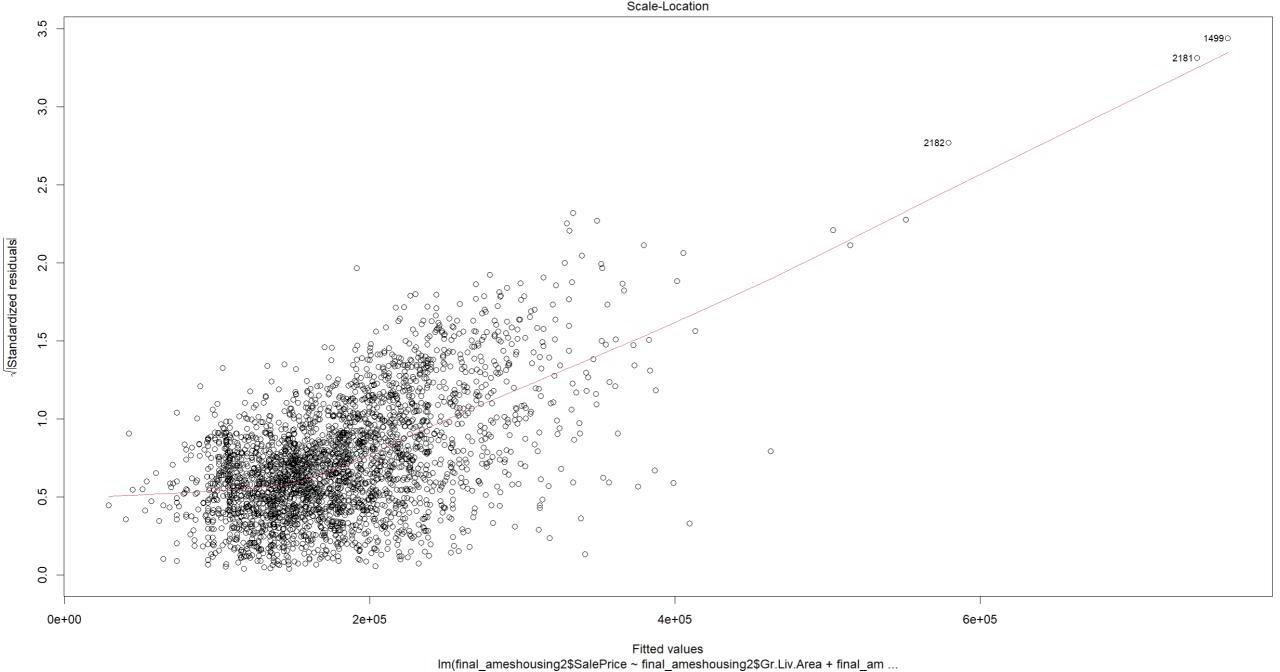 Scale-Location
3.5
3.0
2.5
2.0
1.5
1.0
0.5
0.0
√|Standardized residuals|
1499
2181
2182
0e+00 2e+05 4e+05 6e+05
Fitted values
lm(final_ameshousing2$SalePrice ~ final_ameshousing2$Gr.Liv.Area + final_am ...